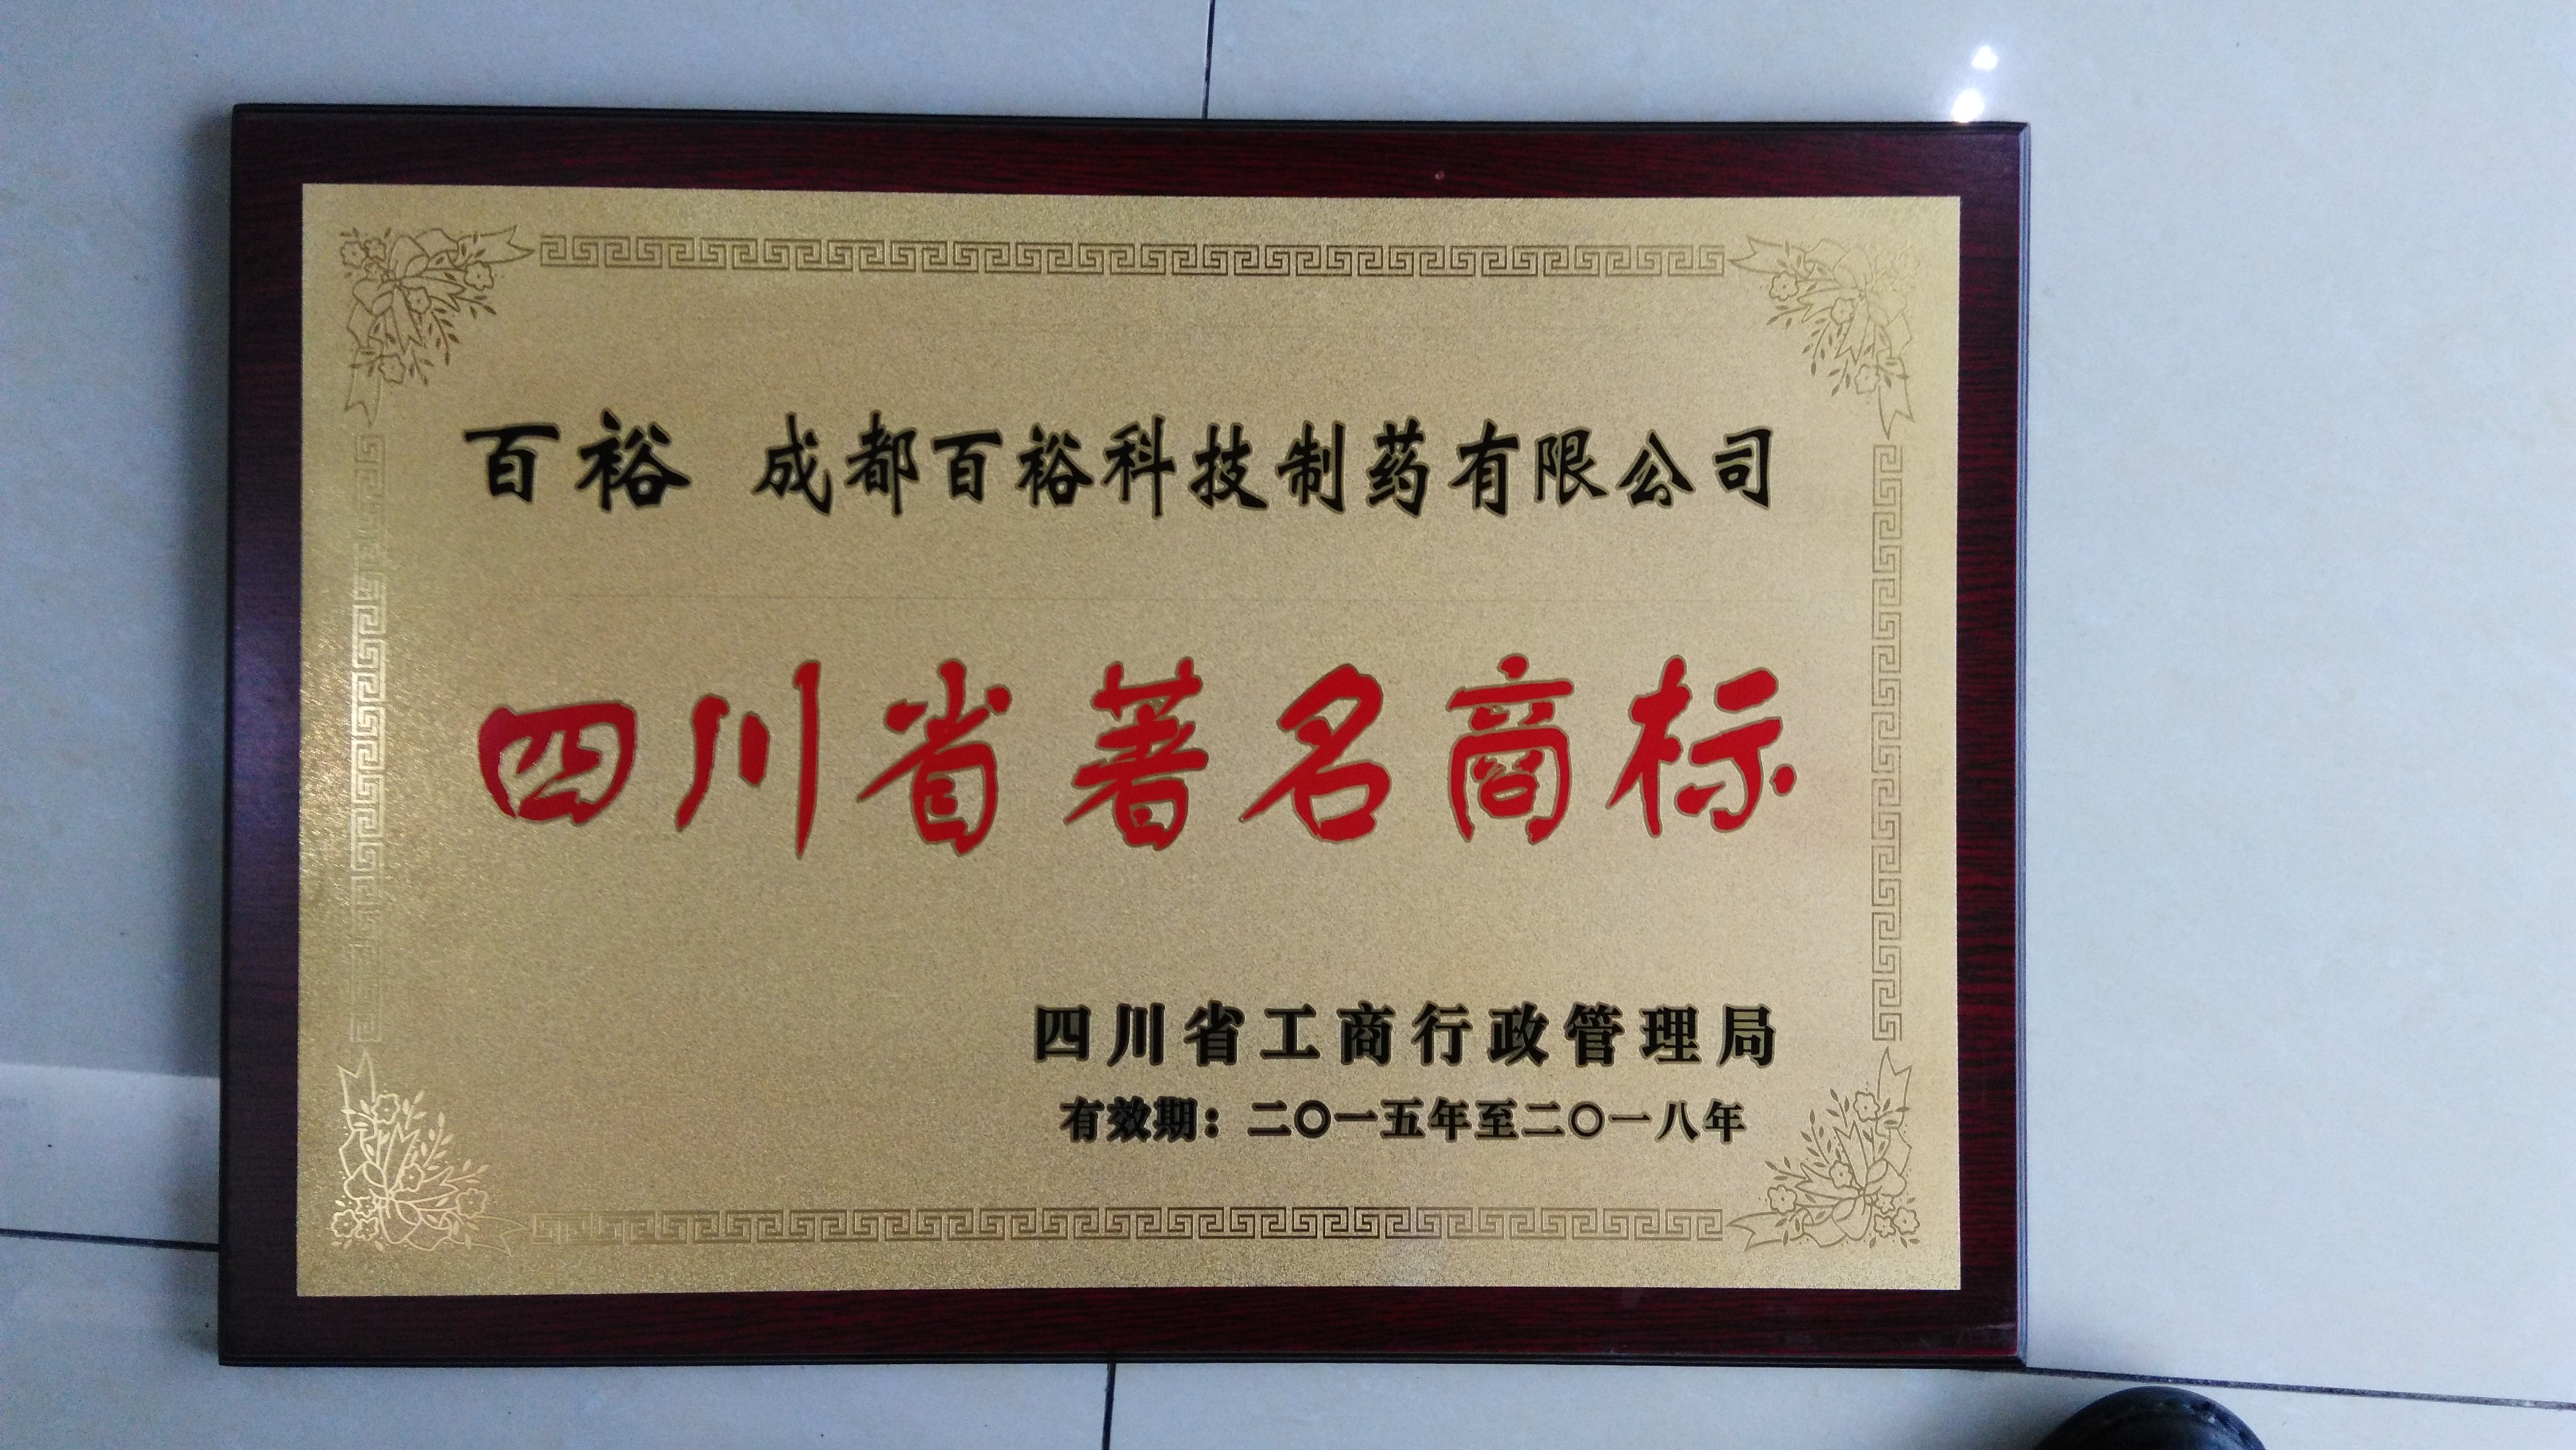 百裕 成都百裕科技制药有限公司
四川省著名商标
四川省工商行政管理局
有效期：二〇一五年至二〇一八年